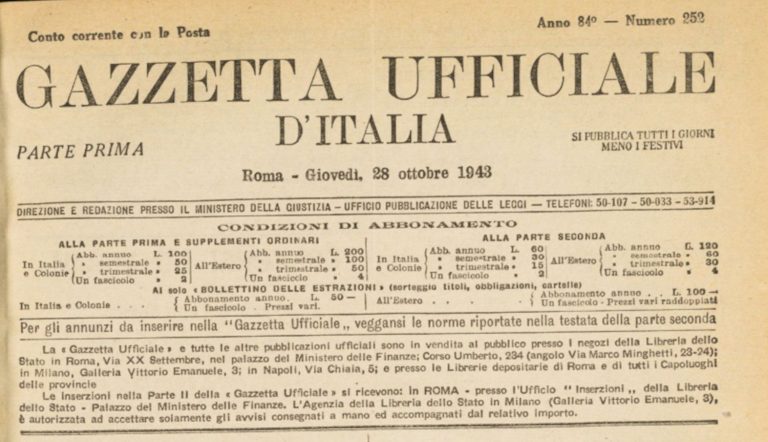 Conto corrente con la Posta
Anno 84° — Numero 252
GAZZETTA UFFICIALE
D'ITALIA
PARTE PRIMA
SI PUBBLICA TUTTI I GIORNI
MENO I FESTIVI
Roma - Giovedì, 28 ottobre 1943
DIREZIONE E REDAZIONE PRESSO IL MINISTERO DELLA GIUSTIZIA - UFFICIO PUBBLICAZIONE DELLE LEGGI — TELEFONI: 50-107 - 50-033 - 53-914
CONDIZIONI DI ABBONAMENTO
ALLA PARTE PRIMA E SUPPLEMENTI ORDINARI
In Italia e Colonie
Abb. annuo L. 100
» semestrale » 50
» trimestrale » 25
Un fascicolo » 2
All'Estero
Abb. annuo L. 200
» semestrale » 100
» trimestrale » 50
Un fascicolo » 4
ALLA PARTE SECONDA
In Italia e Colonie
Abb. annuo L. 60
» semestrale » 30
» trimestrale » 15
Un fascicolo » 2
All'Estero
Abb. annuo L. 120
» semestrale » 60
» trimestrale » 30
Un fascicolo » 4
Al solo « BOLLETTINO DELLE ESTRAZIONI » (sorteggio titoli, obbligazioni, cartelle)
In Italia e Colonie . . . { Abbonamento annuo . L. 50 —
Un fascicolo - Prezzi vari.
All'Estero . . . . . { Abbonamento annuo . . L. 100 —
Un fascicolo - Prezzi vari raddoppiati
Per gli annunzi da inserire nella "Gazzetta Ufficiale„ veggansi le norme riportate nella testata della parte seconda
La « Gazzetta Ufficiale » e tutte le altre pubblicazioni ufficiali sono in vendita al pubblico presso i negozi della Libreria dello
Stato in Roma, Via XX Settembre, nel palazzo del Ministero delle Finanze; Corso Umberto, 234 (angolo Via Marco Minghetti, 23-24);
in Milano, Galleria Vittorio Emanuele, 3; in Napoli, Via Chiaia, 5; e presso le Librerie depositarie di Roma e di tutti i Capoluoghi
delle provincie
Le inserzioni nella Parte II della « Gazzetta Ufficiale » si ricevono: in ROMA - presso l'Ufficio "Inserzioni„ della Libreria
dello Stato - Palazzo del Ministero delle Finanze. L'Agenzia della Libreria dello Stato in Milano (Galleria Vittorio Emanuele, 3),
è autorizzata ad accettare solamente gli avvisi consegnati a mano ed accompagnati dal relativo importo.